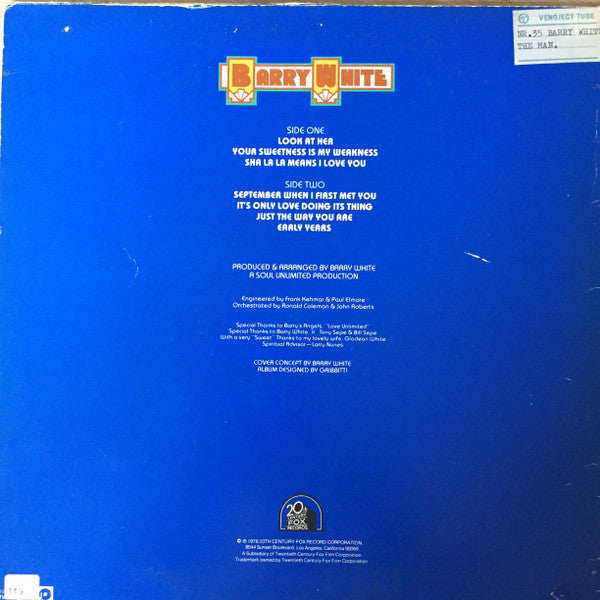 VENOJECT TUBE
NR.35 BARRY WHIT
THE MAN.
BARRY WHITE
SIDE ONE
LOOK AT HER
YOUR SWEETNESS IS MY WEAKNESS
SHA LA LA MEANS I LOVE YOU
SIDE TWO
SEPTEMBER WHEN I FIRST MET YOU
IT'S ONLY LOVE DOING ITS THING
JUST THE WAY YOU ARE
EARLY YEARS
PRODUCED & ARRANGED BY BARRY WHITE
A SOUL UNLIMITED PRODUCTION
Engineered by Frank Kehmar & Paul Elmore
Orchestrated by Ronald Coleman & John Roberts
Special Thanks to Barry's Angels, "Love Unlimited"
Special Thanks to Barry White, Jr. Tony Sepe & Bill Sepe
With a very "Sweet" Thanks to my lovely wife, Glodean White
Spiritual Advisor—Larry Nunes
COVER CONCEPT BY BARRY WHITE
ALBUM DESIGNED BY GRIBBITT!
20th
CENTURY
FOX
RECORDS
© ℗ 1978 20TH CENTURY-FOX RECORD CORPORATION,
8544 Sunset Boulevard, Los Angeles, California 90069
A Subsidiary of Twentieth Century-Fox Film Corporation
Trademark owned by Twentieth Century-Fox Film Corporation